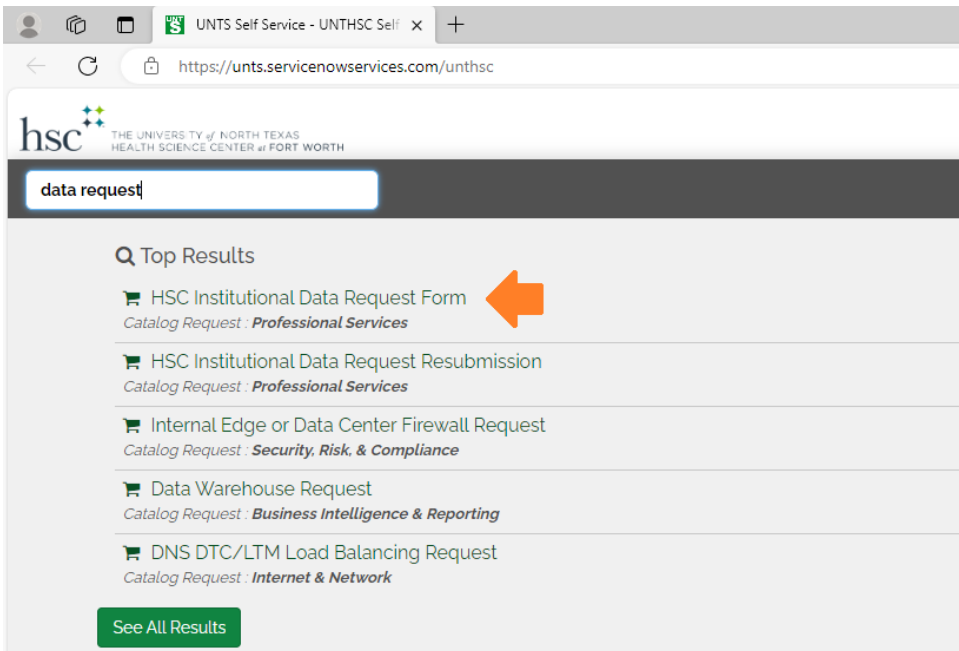 UNTS Self Service - UNTHSC Self
https://unts.servicenowservices.com/unthsc
hsc
THE UNIVERSITY of NORTH TEXAS
HEALTH SCIENCE CENTER at FORT WORTH
data request
Top Results
HSC Institutional Data Request Form
Catalog Request : Professional Services
HSC Institutional Data Request Resubmission
Catalog Request : Professional Services
Internal Edge or Data Center Firewall Request
Catalog Request : Security, Risk, & Compliance
Data Warehouse Request
Catalog Request : Business Intelligence & Reporting
DNS DTC/LTM Load Balancing Request
Catalog Request : Internet & Network
See All Results